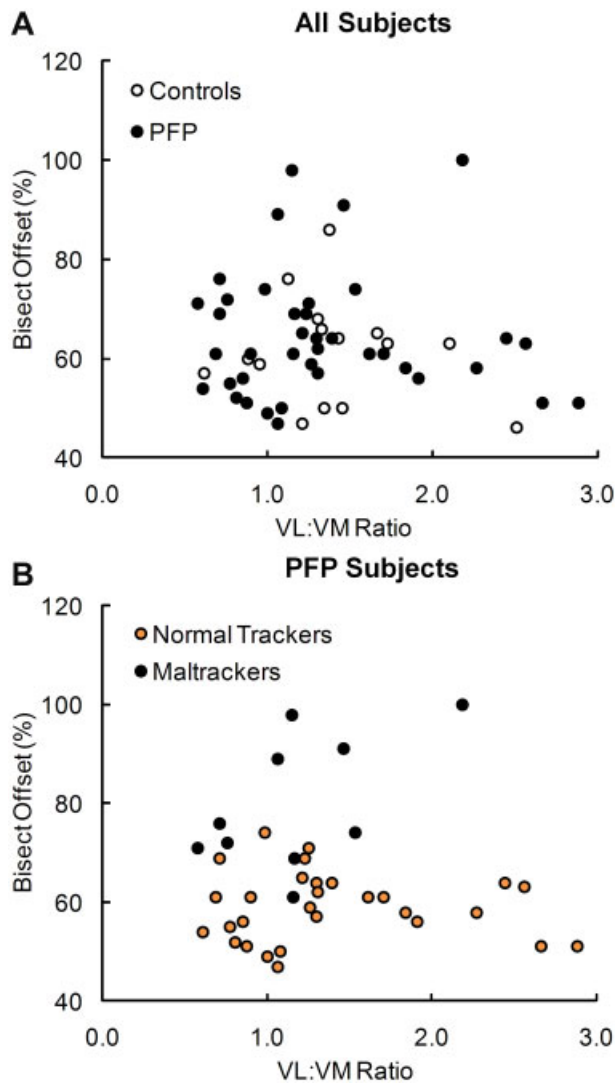 A
All Subjects
120
100
80
60
40
Bisect Offset (%)
Controls
PFP
0.0 1.0 2.0 3.0
VL:VM Ratio
B
PFP Subjects
120
100
80
60
40
Bisect Offset (%)
Normal Trackers
Maltrackers
0.0 1.0 2.0 3.0
VL:VM Ratio